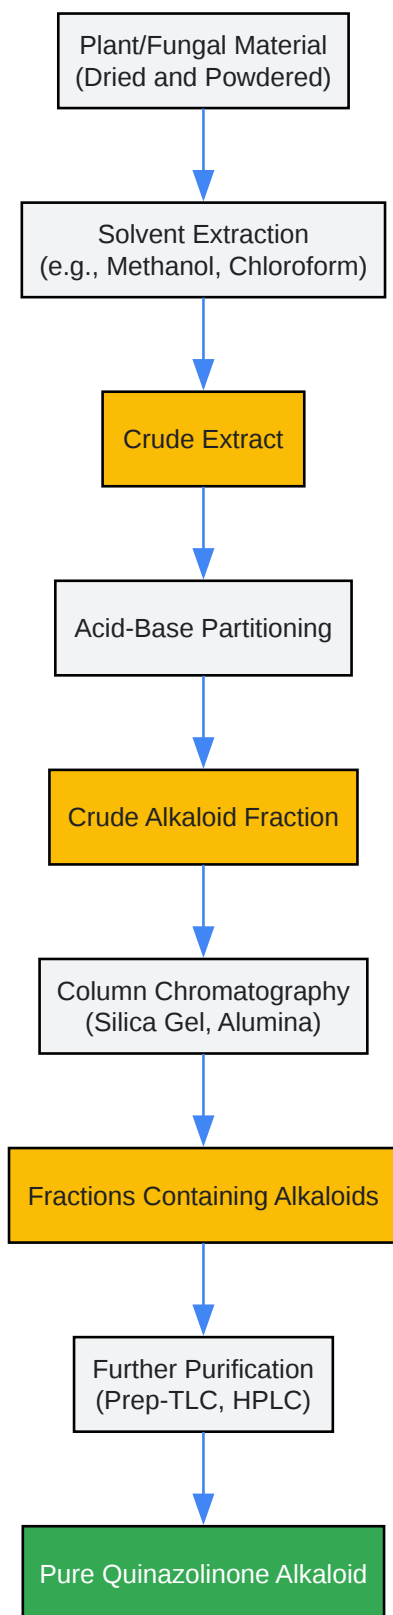 Plant/Fungal Material
(Dried and Powdered)
Solvent Extraction
(e.g., Methanol, Chloroform)
Crude Extract
Acid-Base Partitioning
Crude Alkaloid Fraction
Column Chromatography
(Silica Gel, Alumina)
Fractions Containing Alkaloids
Further Purification
(Prep-TLC, HPLC)
Pure Quinazolinone Alkaloid